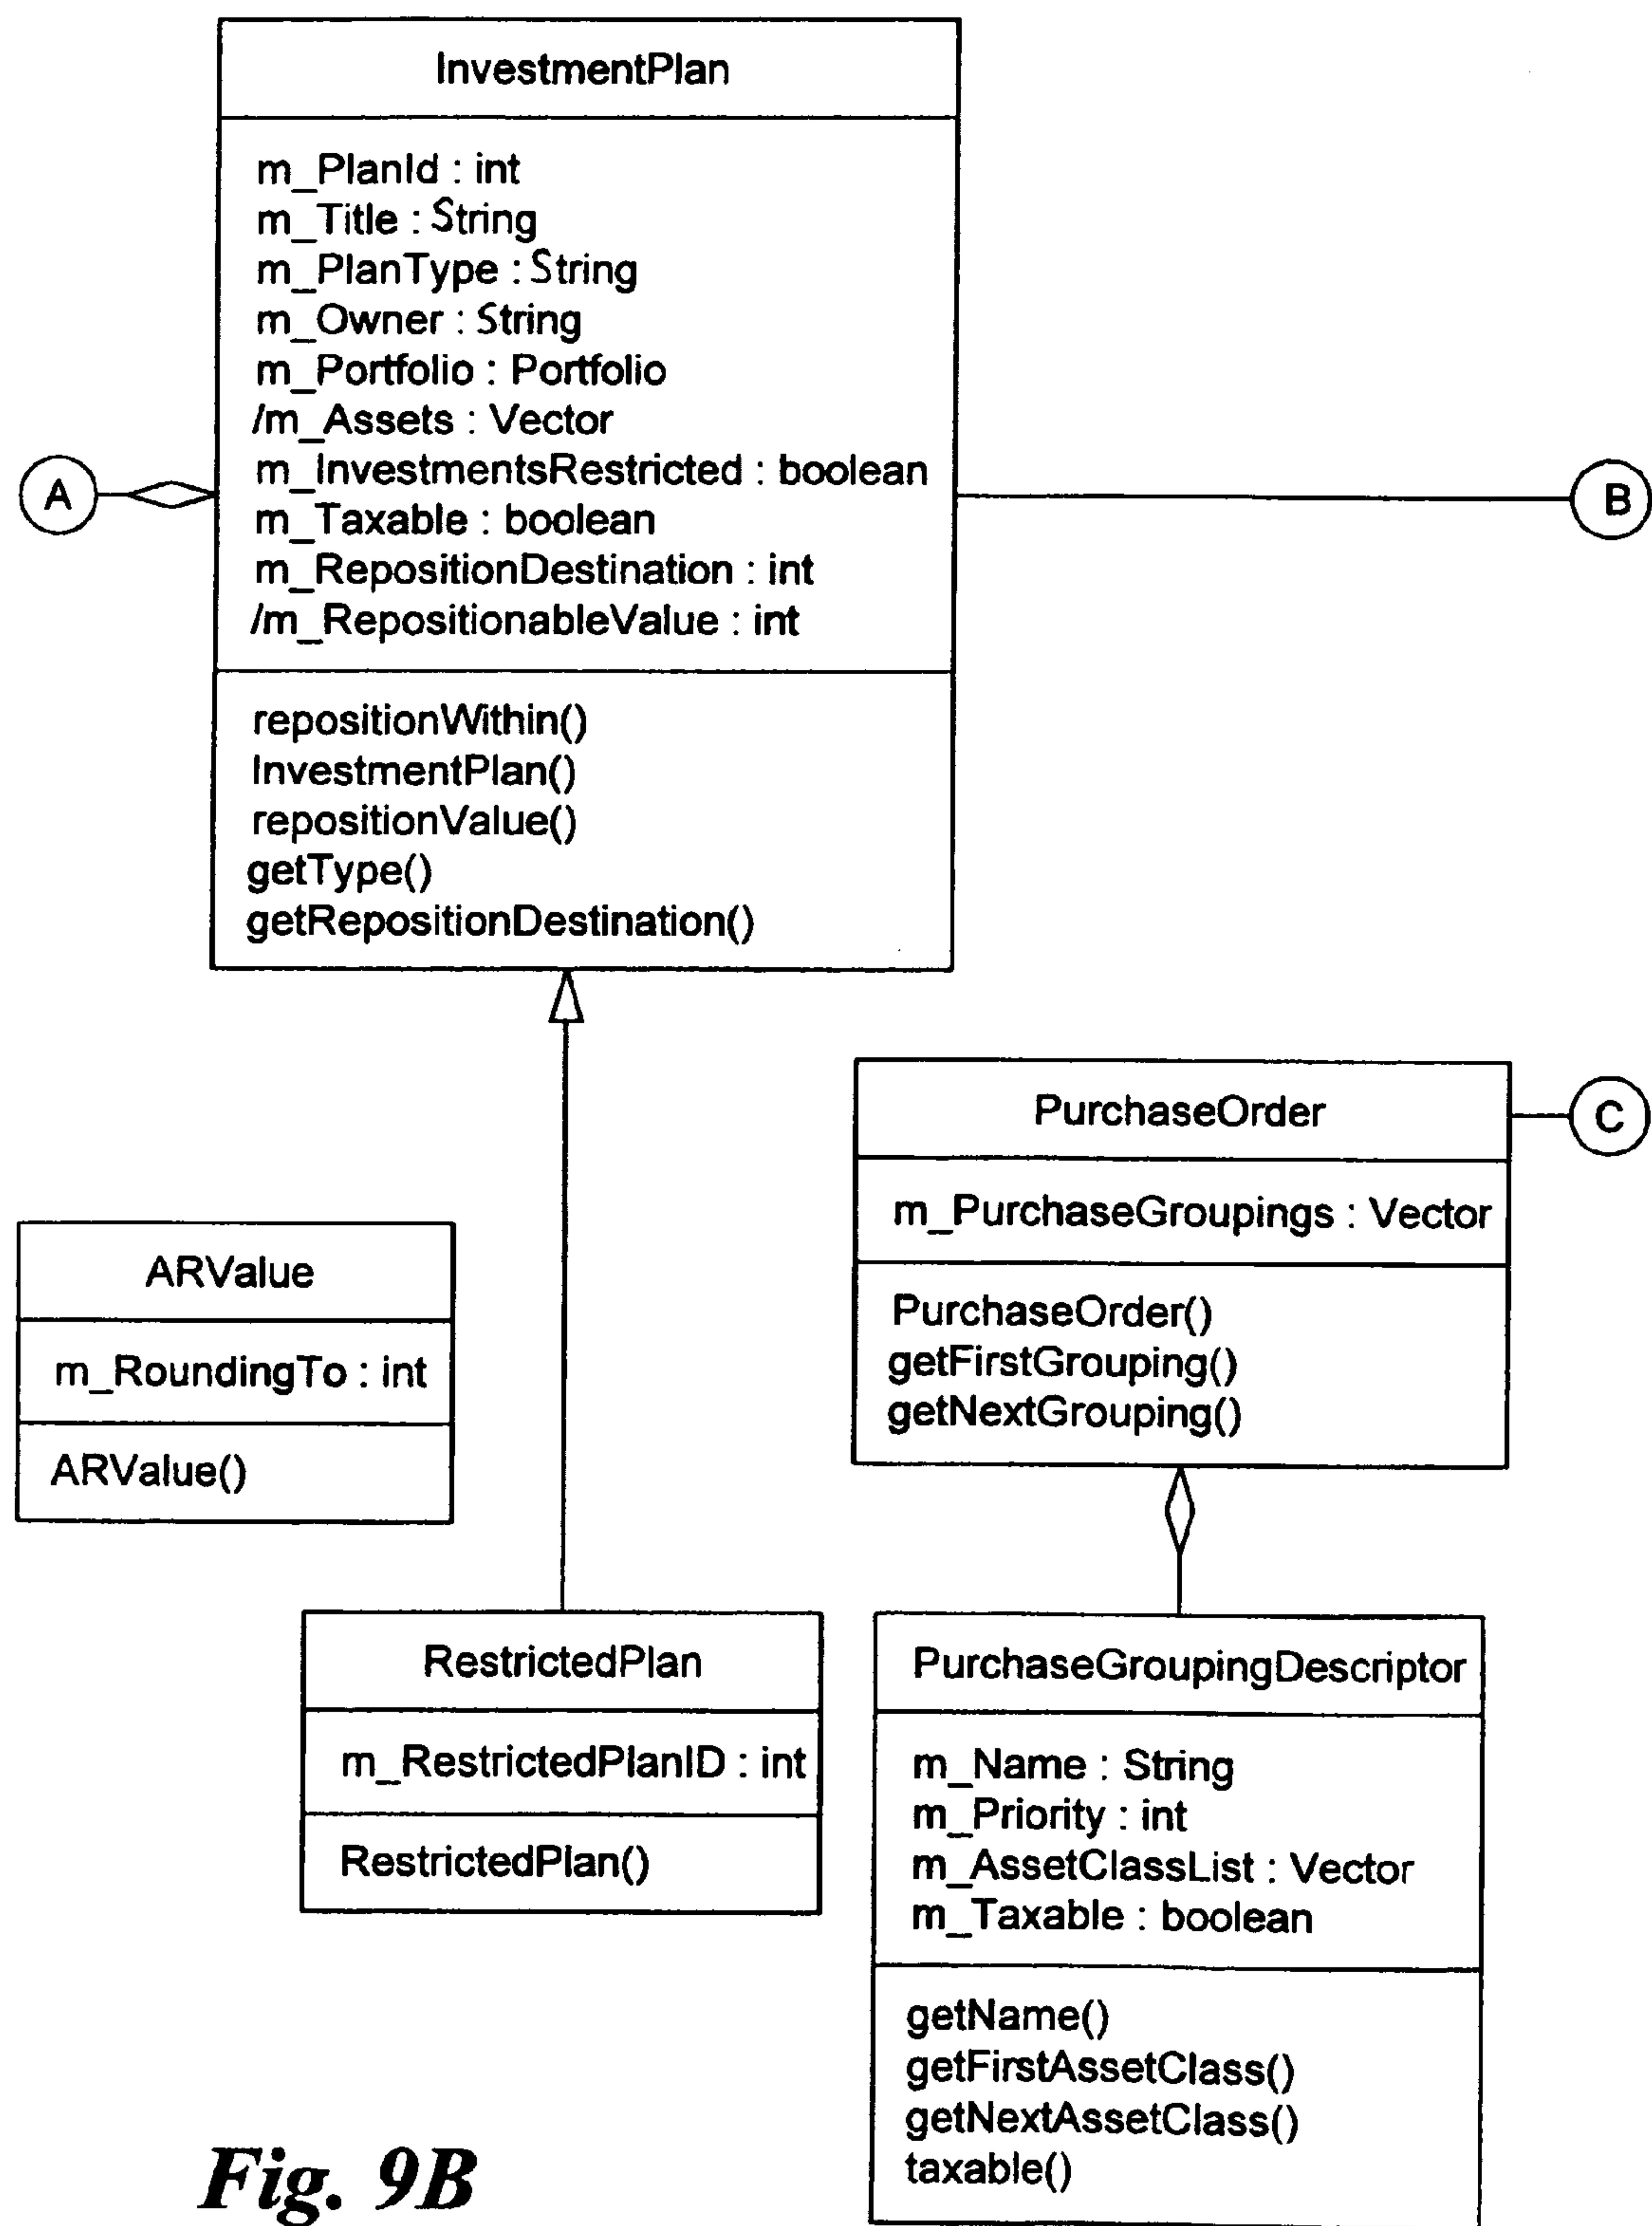 InvestmentPlan
m_PlanId : int
m_Title : String
m_PlanType : String
m_Owner : String
m_Portfolio : Portfolio
/m_Assets : Vector
m_InvestmentsRestricted : boolean
m_Taxable : boolean
m_RepositionDestination : int
/m_RepositionableValue : int
A
B
repositionWithin()
InvestmentPlan()
repositionValue()
getType()
getRepositionDestination()
PurchaseOrder
C
m_PurchaseGroupings : Vector
PurchaseOrder()
getFirstGrouping()
getNextGrouping()
ARValue
m_RoundingTo : int
ARValue()
RestrictedPlan
m_RestrictedPlanID : int
RestrictedPlan()
PurchaseGroupingDescriptor
m_Name : String
m_Priority : int
m_AssetClassList : Vector
m_Taxable : boolean
getName()
getFirstAssetClass()
getNextAssetClass()
taxable()
Fig. 9B